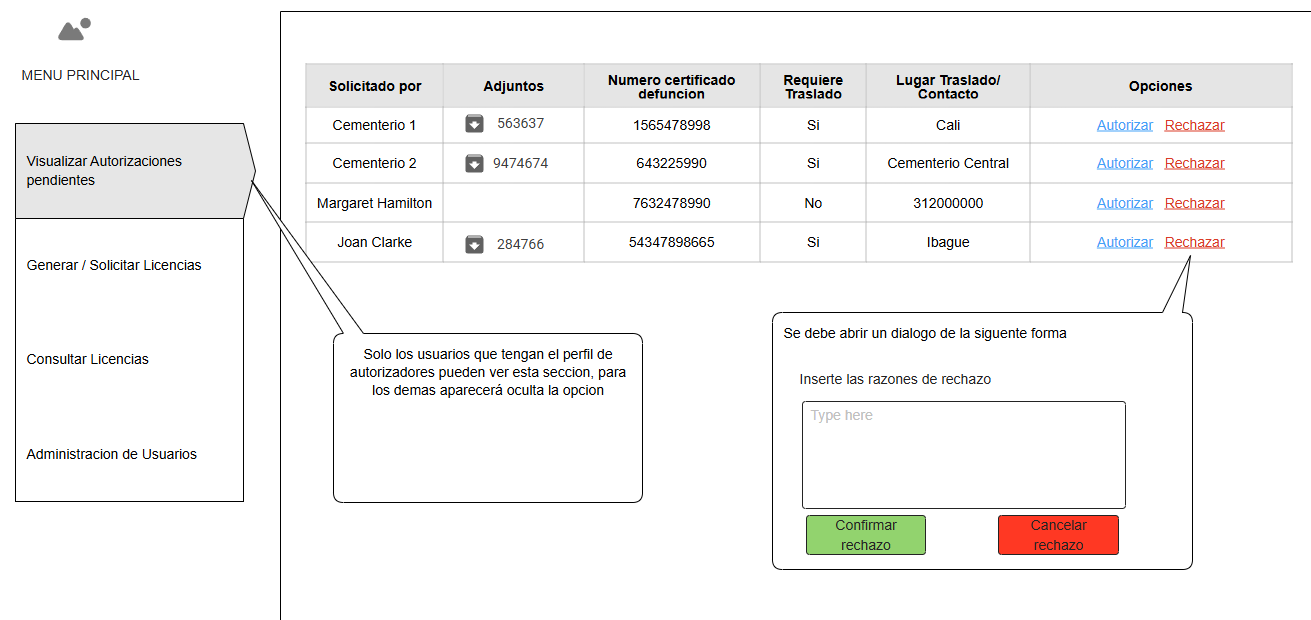 MENU PRINCIPAL
Visualizar Autorizaciones
pendientes
Generar / Solicitar Licencias
Consultar Licencias
Administracion de Usuarios
Solicitado por Adjuntos Numero certificado defuncion Requiere Traslado Lugar Traslado/ Contacto Opciones
Cementerio 1 563637 1565478998 Si Cali Autorizar Rechazar
Cementerio 2 9474674 643225990 Si Cementerio Central Autorizar Rechazar
Margaret Hamilton 7632478990 No 312000000 Autorizar Rechazar
Joan Clarke 284766 54347898665 Si Ibague Autorizar Rechazar
Solo los usuarios que tengan el perfil de
autorizadores pueden ver esta seccion, para
los demas aparecerá oculta la opcion
Se debe abrir un dialogo de la siguente forma
Inserte las razones de rechazo
Type here
Confirmar
rechazo
Cancelar
rechazo